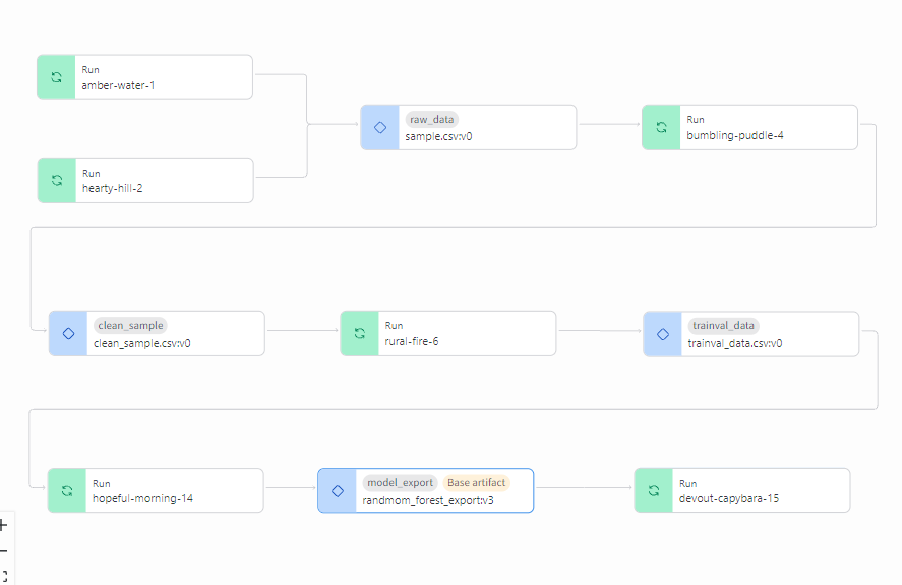 Run
amber-water-1
raw_data
sample.csv:v0
Run
bumbling-puddle-4
Run
hearty-hill-2
clean_sample
clean_sample.csv:v0
Run
rural-fire-6
trainval_data
trainval_data.csv:v0
Run
hopeful-morning-14
model_export Base artifact
randmom_forest_export:v3
Run
devout-capybara-15